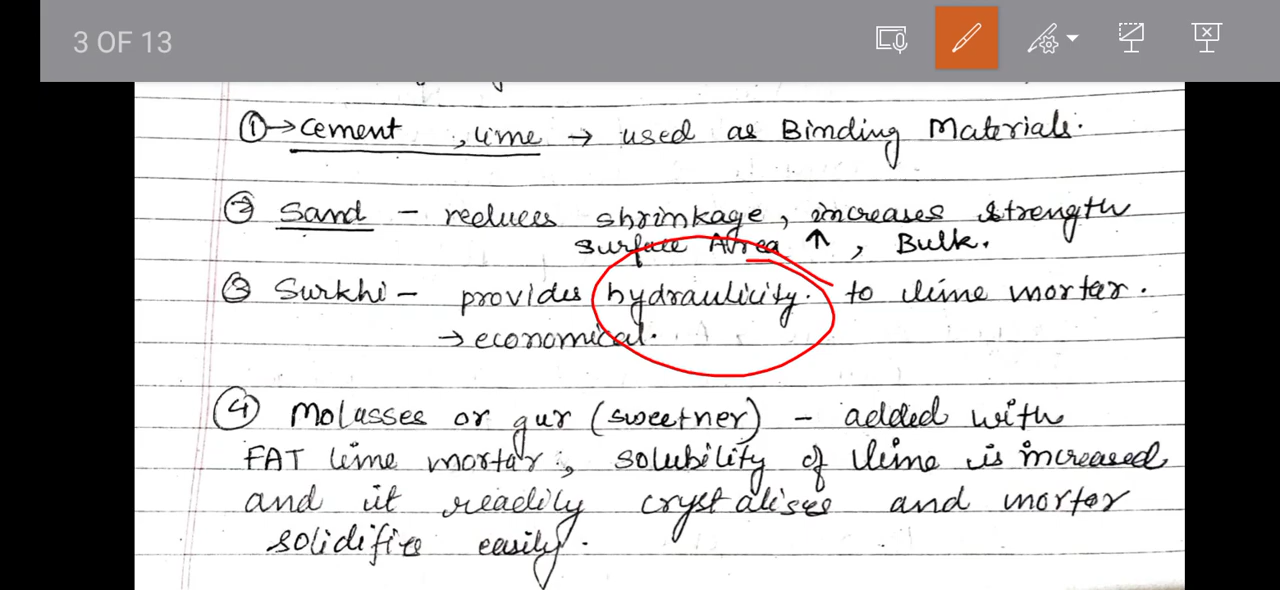 3 OF 13
① → Cement , lime → used as Binding Materials.
② Sand - reduces shrinkage, increases strength
surface Area ↑ , Bulk.
③ Surkhi - provides hydraulicity. to lime mortar.
→ economical.
④ Molasses or gur (sweetner) - added with
FAT lime mortar, solubility of lime is increased
and it readily crystalises and mortar
solidifies easily.